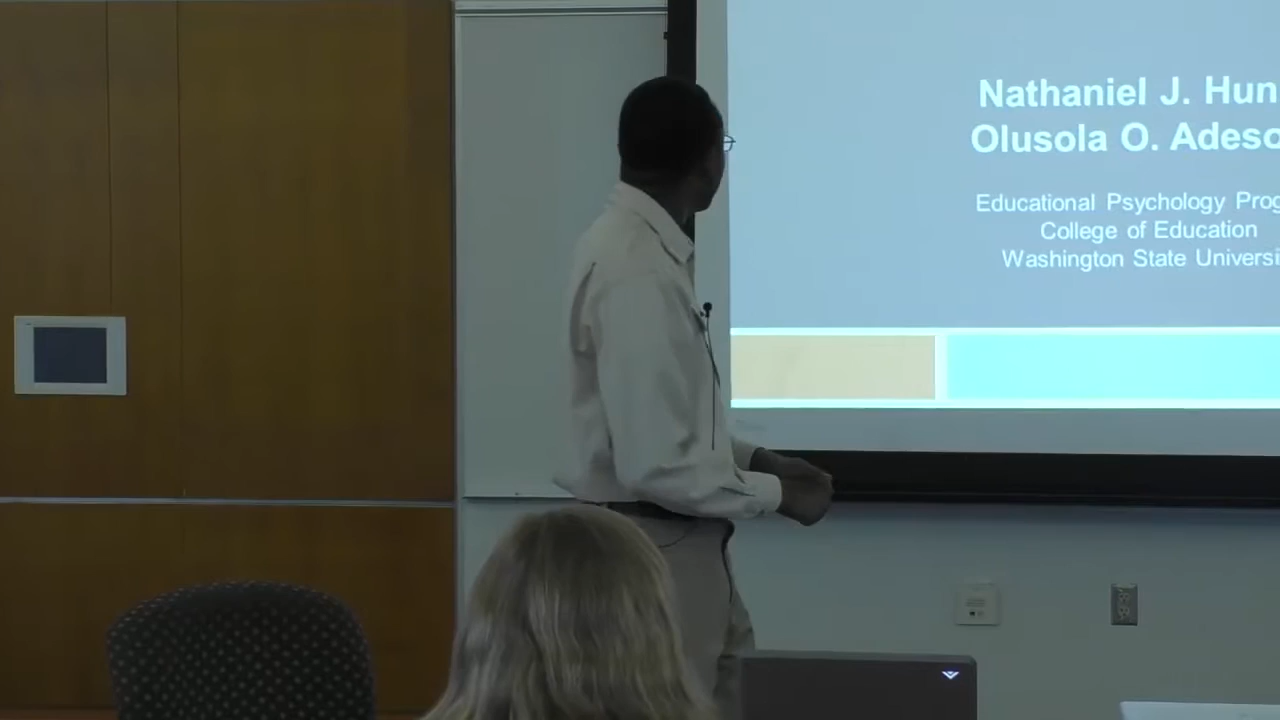 Nathaniel J. Hun
Olusola O. Adeso
Educational Psychology Prog
College of Education
Washington State Universi